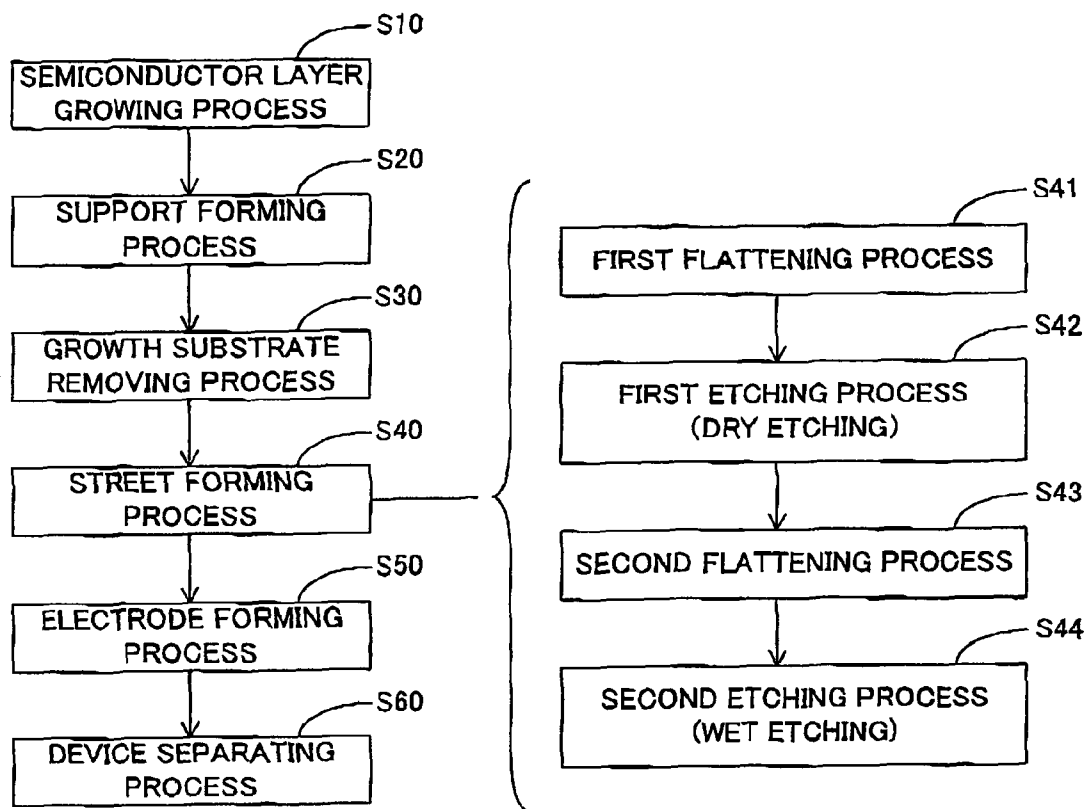 S10
SEMICONDUCTOR LAYER
GROWING PROCESS
S20
SUPPORT FORMING
PROCESS
S30
GROWTH SUBSTRATE
REMOVING PROCESS
S40
STREET FORMING
PROCESS
S50
ELECTRODE FORMING
PROCESS
S60
DEVICE SEPARATING
PROCESS
S41
FIRST FLATTENING PROCESS
S42
FIRST ETCHING PROCESS
(DRY ETCHING)
S43
SECOND FLATTENING PROCESS
S44
SECOND ETCHING PROCESS
(WET ETCHING)